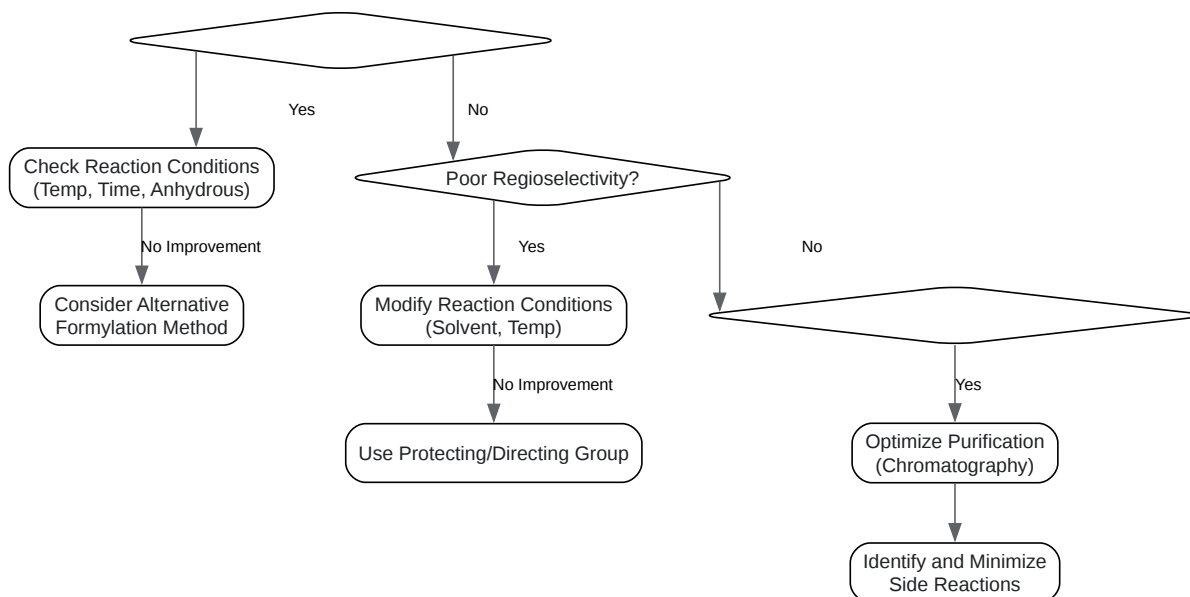 Yes
No
Check Reaction Conditions
(Temp, Time, Anhydrous)
Poor Regioselectivity?
No Improvement
Yes
No
Consider Alternative
Formylation Method
Modify Reaction Conditions
(Solvent, Temp)
No Improvement
Yes
Use Protecting/Directing Group
Optimize Purification
(Chromatography)
Identify and Minimize
Side Reactions